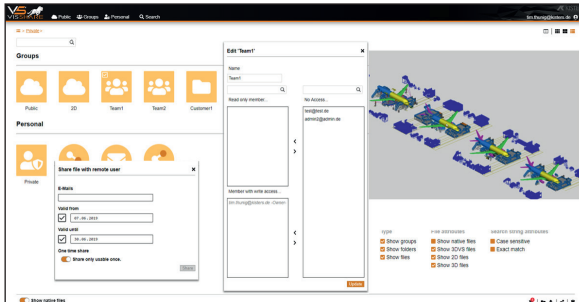 VS
VISSHARE
Public Groups Personal Search
tim.thunig@kisters.de
> Private>
Groups
Public 2D Team1 Team2 Customer1
Personal
Private
Share file with remote user ×
E-Mails
Valid from
07.06.2019
Valid until
30.06.2019
One time share
Share only usable once.
Share
Edit 'Team1' ×
Name
Team1
Read only member...
No Access...
test@test.de
admin2@admin.de
<
>
Member with write access...
<
>
Update
Type
Show groups
Show folders
Show files
File attributes
Show native files
Show 3DVS files
Show 2D files
Show 3D files
Search string attributes
Case sensitive
Exact match
Show native files